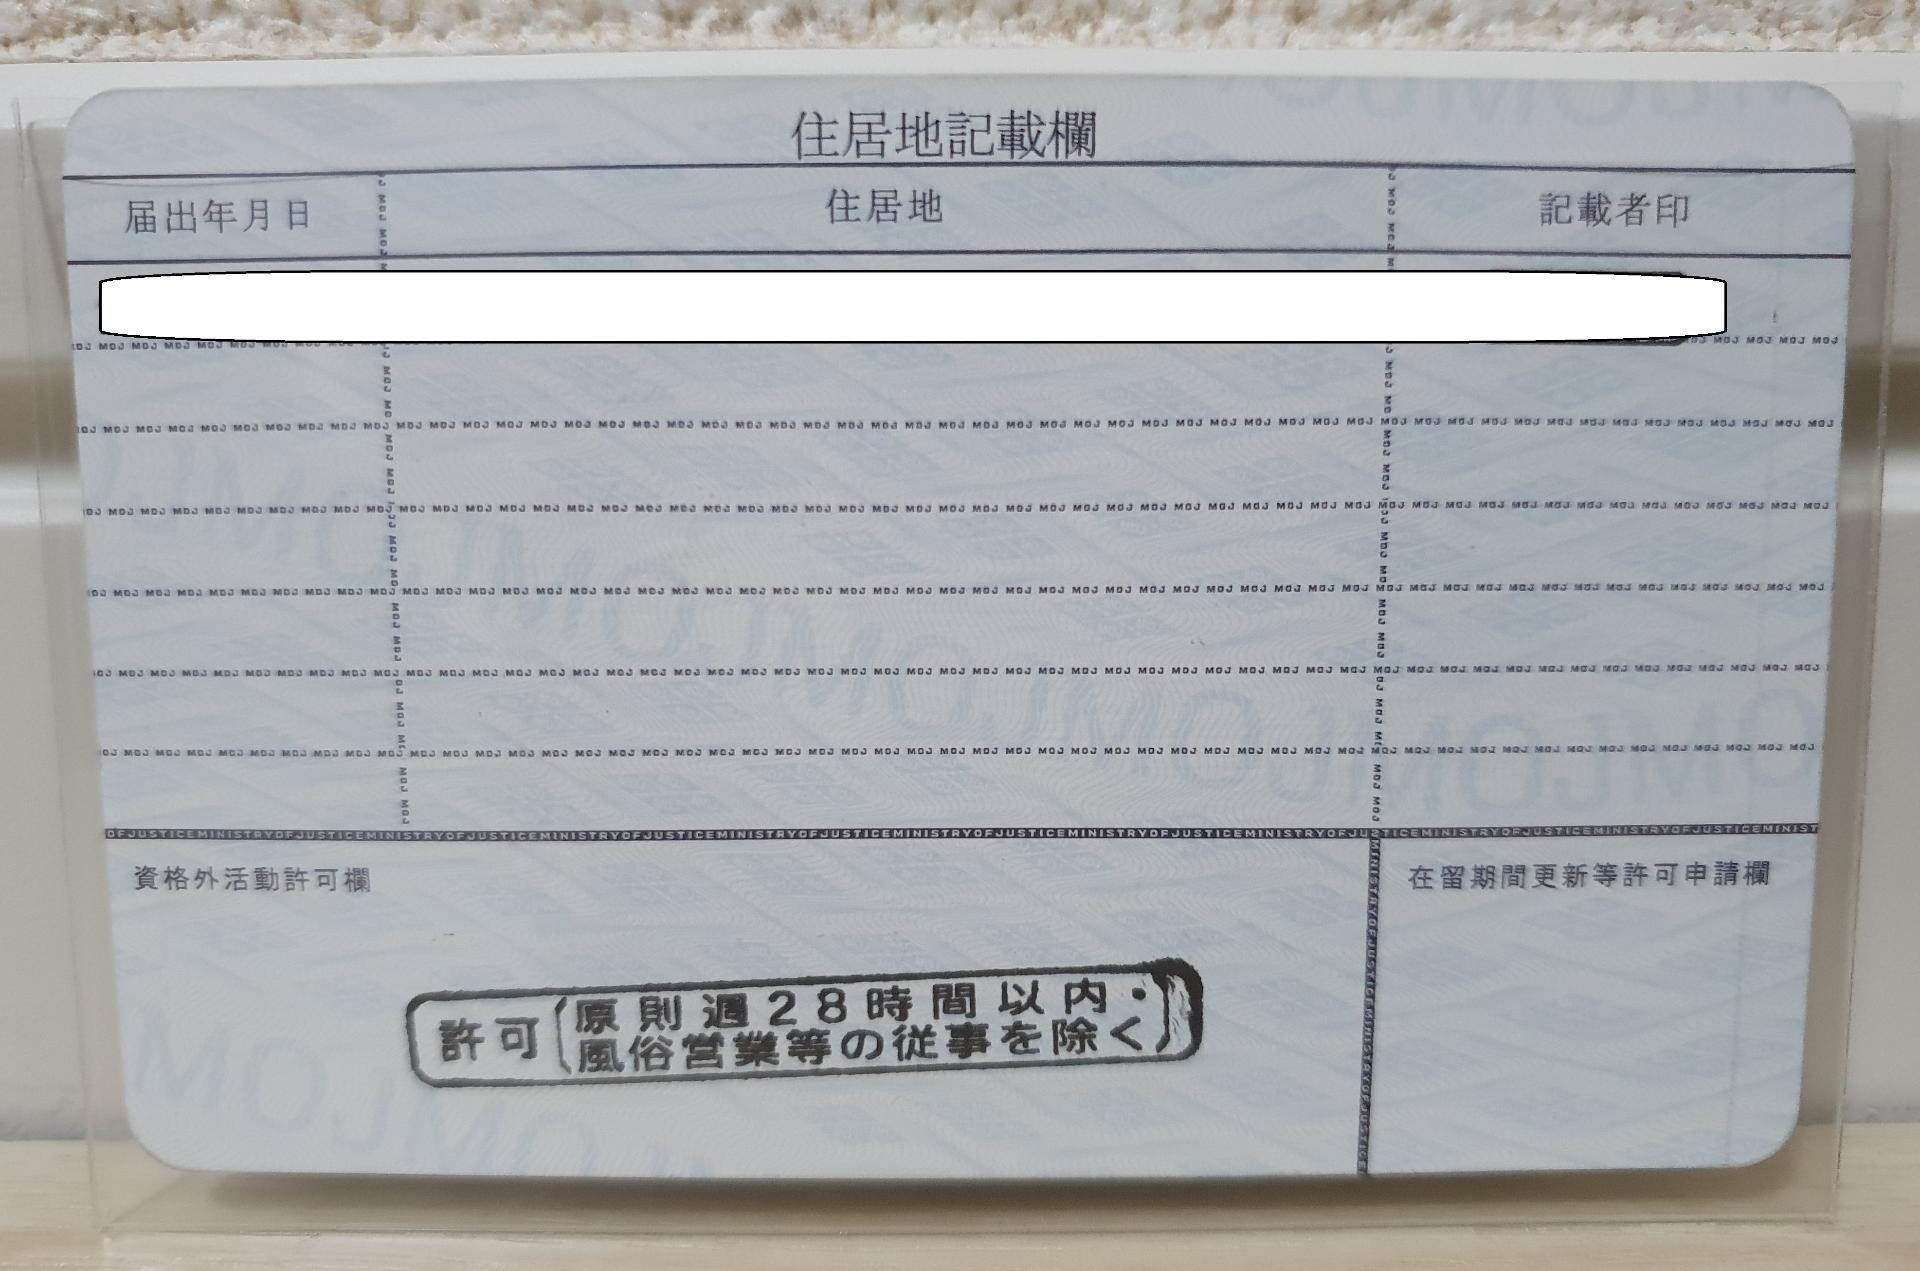 住居地記載欄
届出年月日 住居地 記載者印
資格外活動許可欄 在留期間更新等許可申請欄
許可(原則週28時間以内・
風俗営業等の従事を除く)